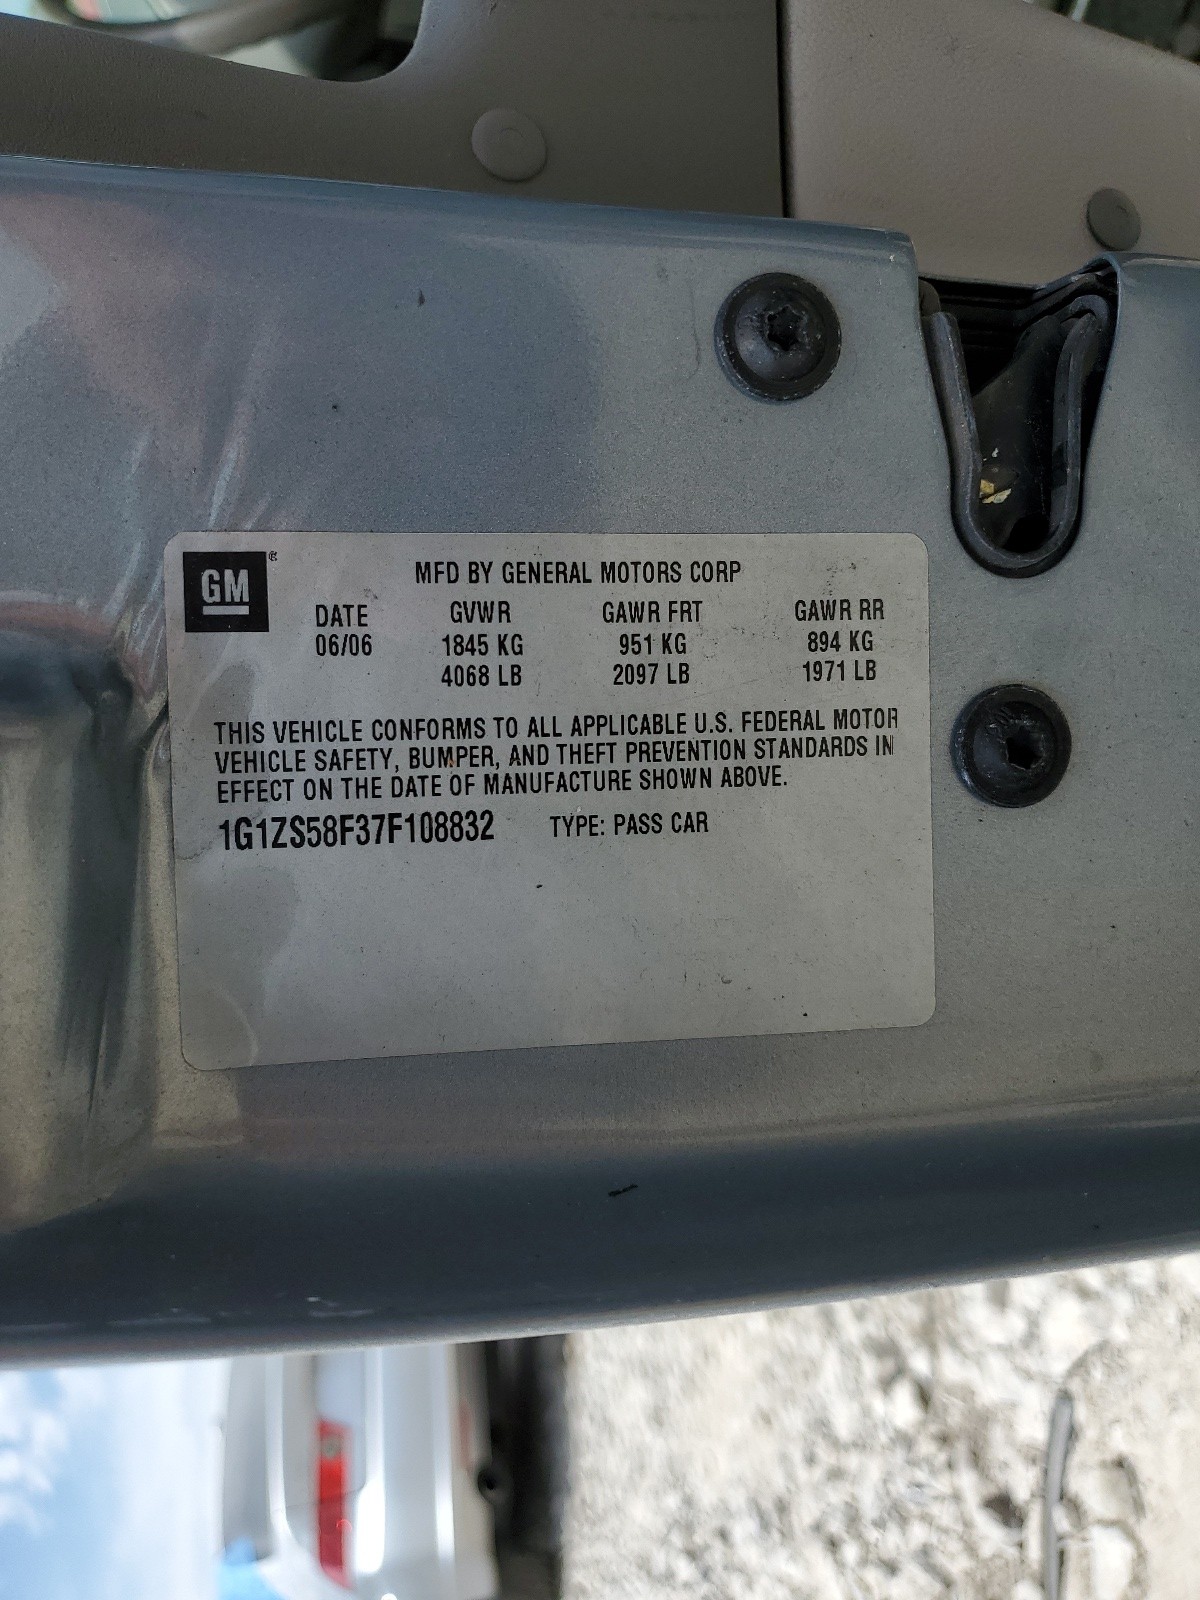 GM
MFD BY GENERAL MOTORS CORP
DATE GVWR GAWR FRT GAWR RR
06/06 1845 KG 951 KG 894 KG
4068 LB 2097 LB 1971 LB
THIS VEHICLE CONFORMS TO ALL APPLICABLE U.S. FEDERAL MOTOR
VEHICLE SAFETY, BUMPER, AND THEFT PREVENTION STANDARDS IN
EFFECT ON THE DATE OF MANUFACTURE SHOWN ABOVE.
1G1ZS58F37F108832 TYPE: PASS CAR